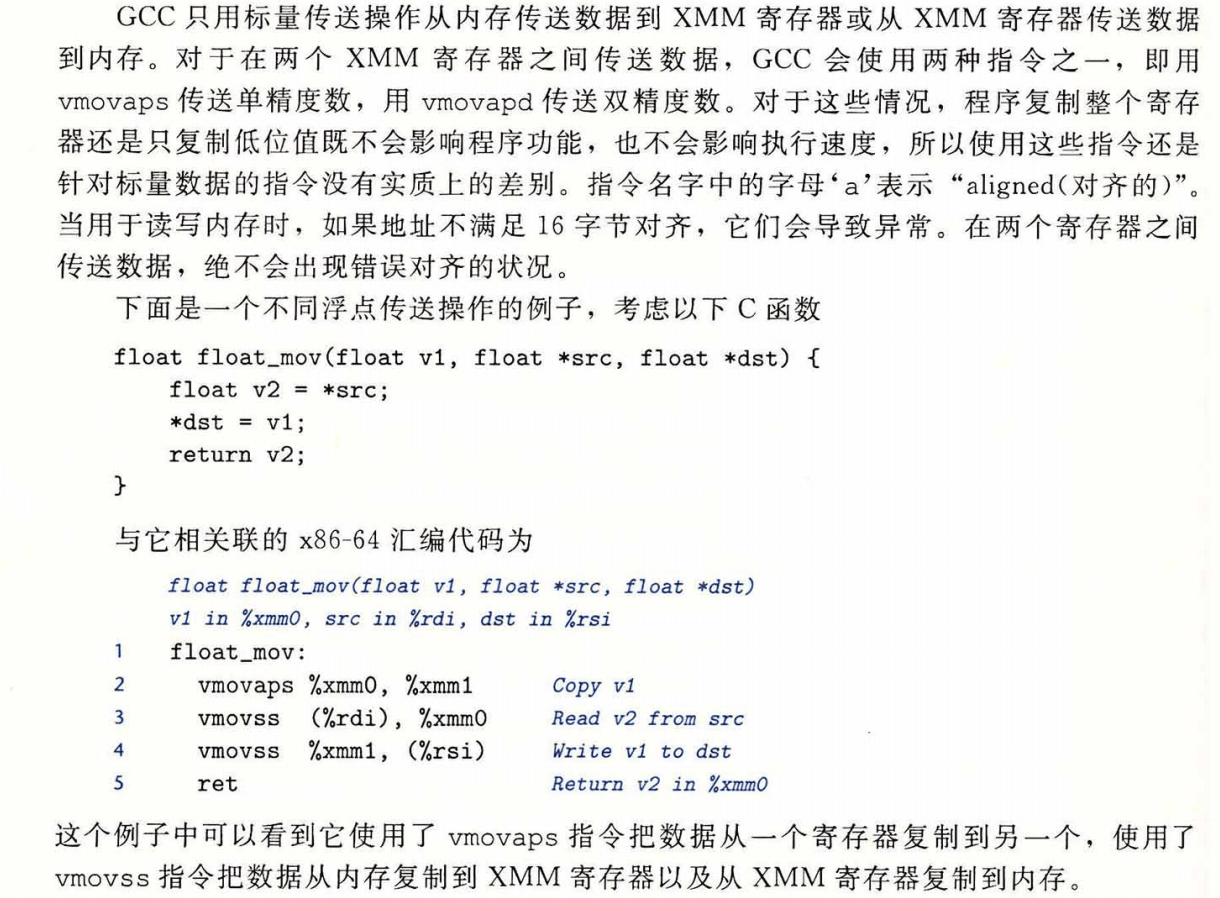 GCC 只用标量传送操作从内存传送数据到 XMM 寄存器或从 XMM 寄存器传送数据
到内存。对于在两个 XMM 寄存器之间传送数据，GCC 会使用两种指令之一，即用
vmovaps 传送单精度数，用 vmovapd 传送双精度数。对于这些情况，程序复制整个寄存
器还是只复制低位值既不会影响程序功能，也不会影响执行速度，所以使用这些指令还是
针对标量数据的指令没有实质上的差别。指令名字中的字母‘a’表示“aligned(对齐的)”。
当用于读写内存时，如果地址不满足 16 字节对齐，它们会导致异常。在两个寄存器之间
传送数据，绝不会出现错误对齐的状况。
下面是一个不同浮点传送操作的例子，考虑以下 C 函数
float float_mov(float v1, float *src, float *dst) {
    float v2 = *src;
    *dst = v1;
    return v2;
}
与它相关联的 x86-64 汇编代码为
float float_mov(float v1, float *src, float *dst)
v1 in %xmm0, src in %rdi, dst in %rsi
1 float_mov:
2 vmovaps %xmm0, %xmm1 Copy v1
3 vmovss (%rdi), %xmm0 Read v2 from src
4 vmovss %xmm1, (%rsi) Write v1 to dst
5 ret Return v2 in %xmm0
这个例子中可以看到它使用了 vmovaps 指令把数据从一个寄存器复制到另一个，使用了
vmovss 指令把数据从内存复制到 XMM 寄存器以及从 XMM 寄存器复制到内存。